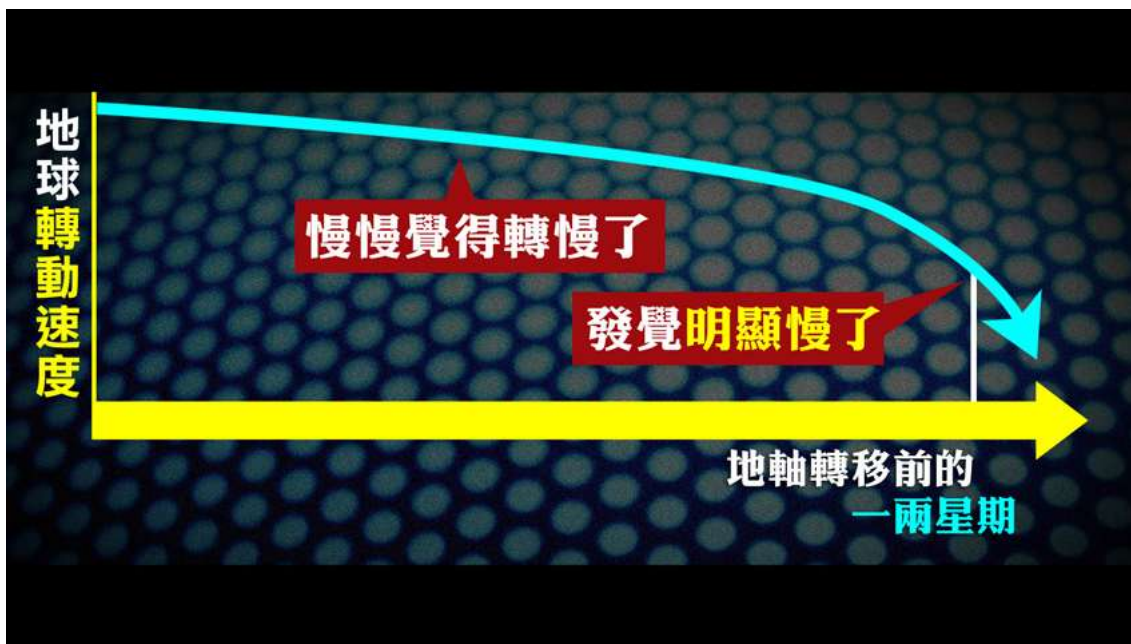 地球轉動速度
慢慢覺得轉慢了
發覺明顯慢了
地軸轉移前的
一兩星期